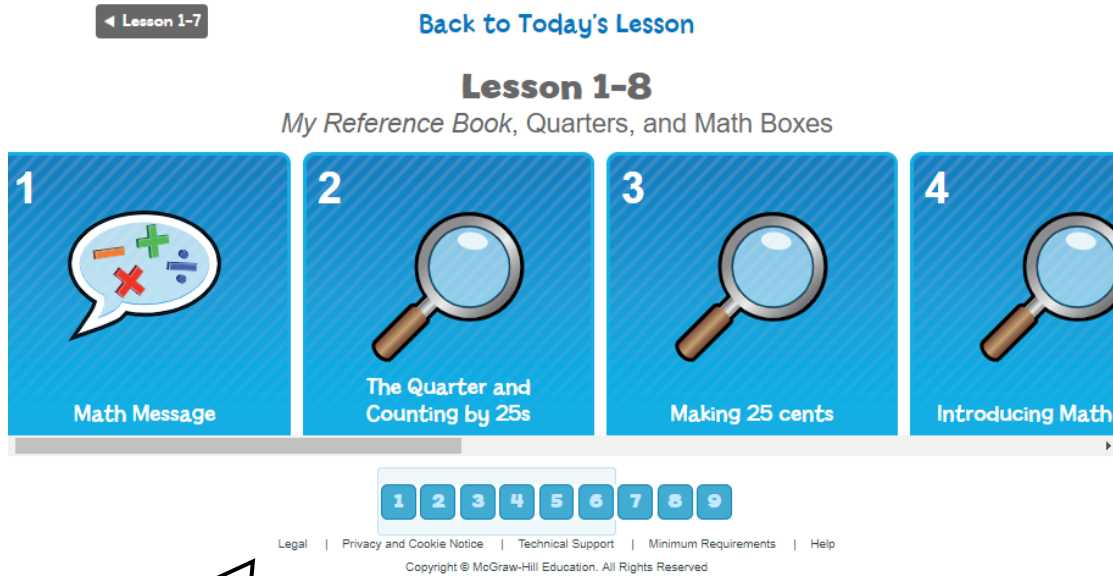 ◄ Lesson 1-7
Back to Today's Lesson
Lesson 1-8
My Reference Book, Quarters, and Math Boxes
1
2
3
4
Math Message
The Quarter and
Counting by 25s
Making 25 cents
Introducing Math
1 2 3 4 5 6 7 8 9
Legal | Privacy and Cookie Notice | Technical Support | Minimum Requirements | Help
Copyright © McGraw-Hill Education. All Rights Reserved